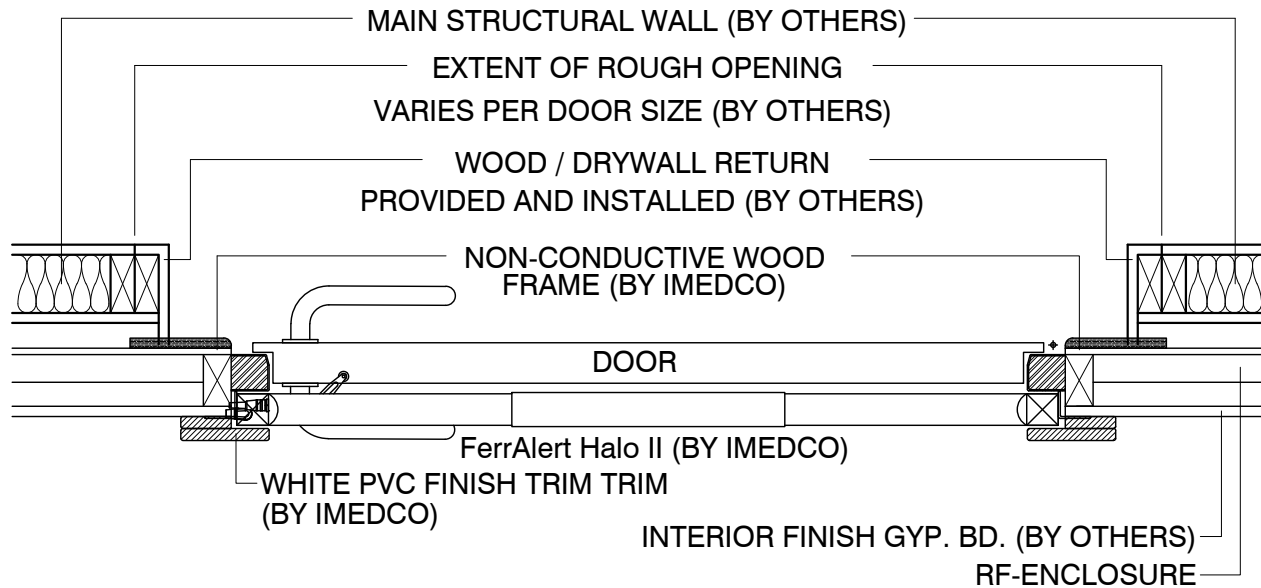 MAIN STRUCTURAL WALL (BY OTHERS)
EXTENT OF ROUGH OPENING
VARIES PER DOOR SIZE (BY OTHERS)
WOOD / DRYWALL RETURN
PROVIDED AND INSTALLED (BY OTHERS)
NON-CONDUCTIVE WOOD
FRAME (BY IMEDCO)
DOOR
FerrAlert Halo II (BY IMEDCO)
WHITE PVC FINISH TRIM TRIM
(BY IMEDCO)
INTERIOR FINISH GYP. BD. (BY OTHERS)
RF-ENCLOSURE